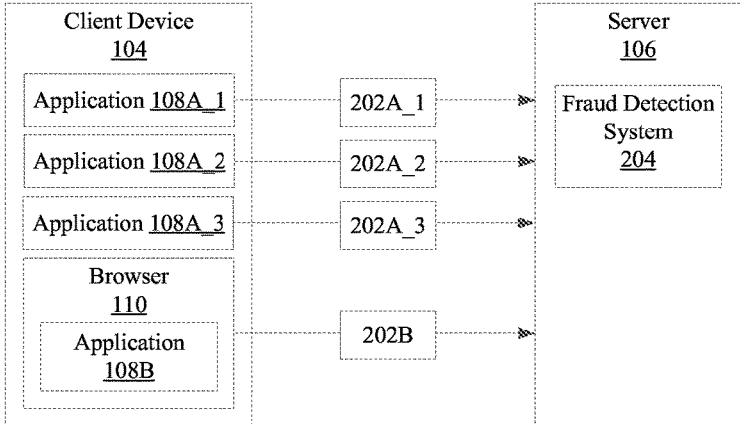 Client Device
104
Server
106
Application 108A_1
202A_1
Fraud Detection
System
204
Application 108A_2
202A_2
Application 108A_3
202A_3
Browser
110
Application
108B
202B